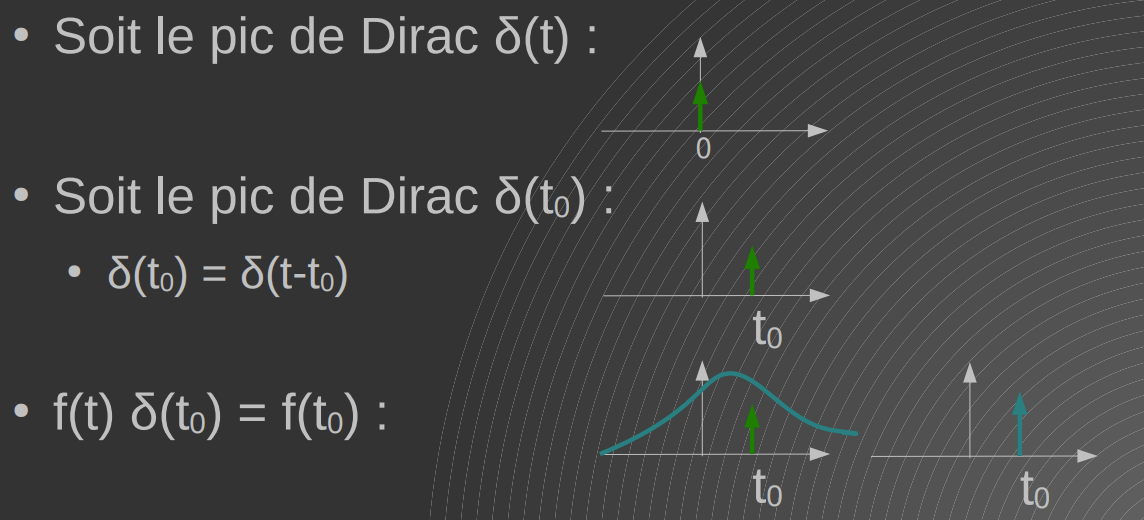 • Soit le pic de Dirac δ(t) :
0
• Soit le pic de Dirac δ(t₀) :
• δ(t₀) = δ(t-t₀)
t₀
• f(t) δ(t₀) = f(t₀) :
t₀ t₀